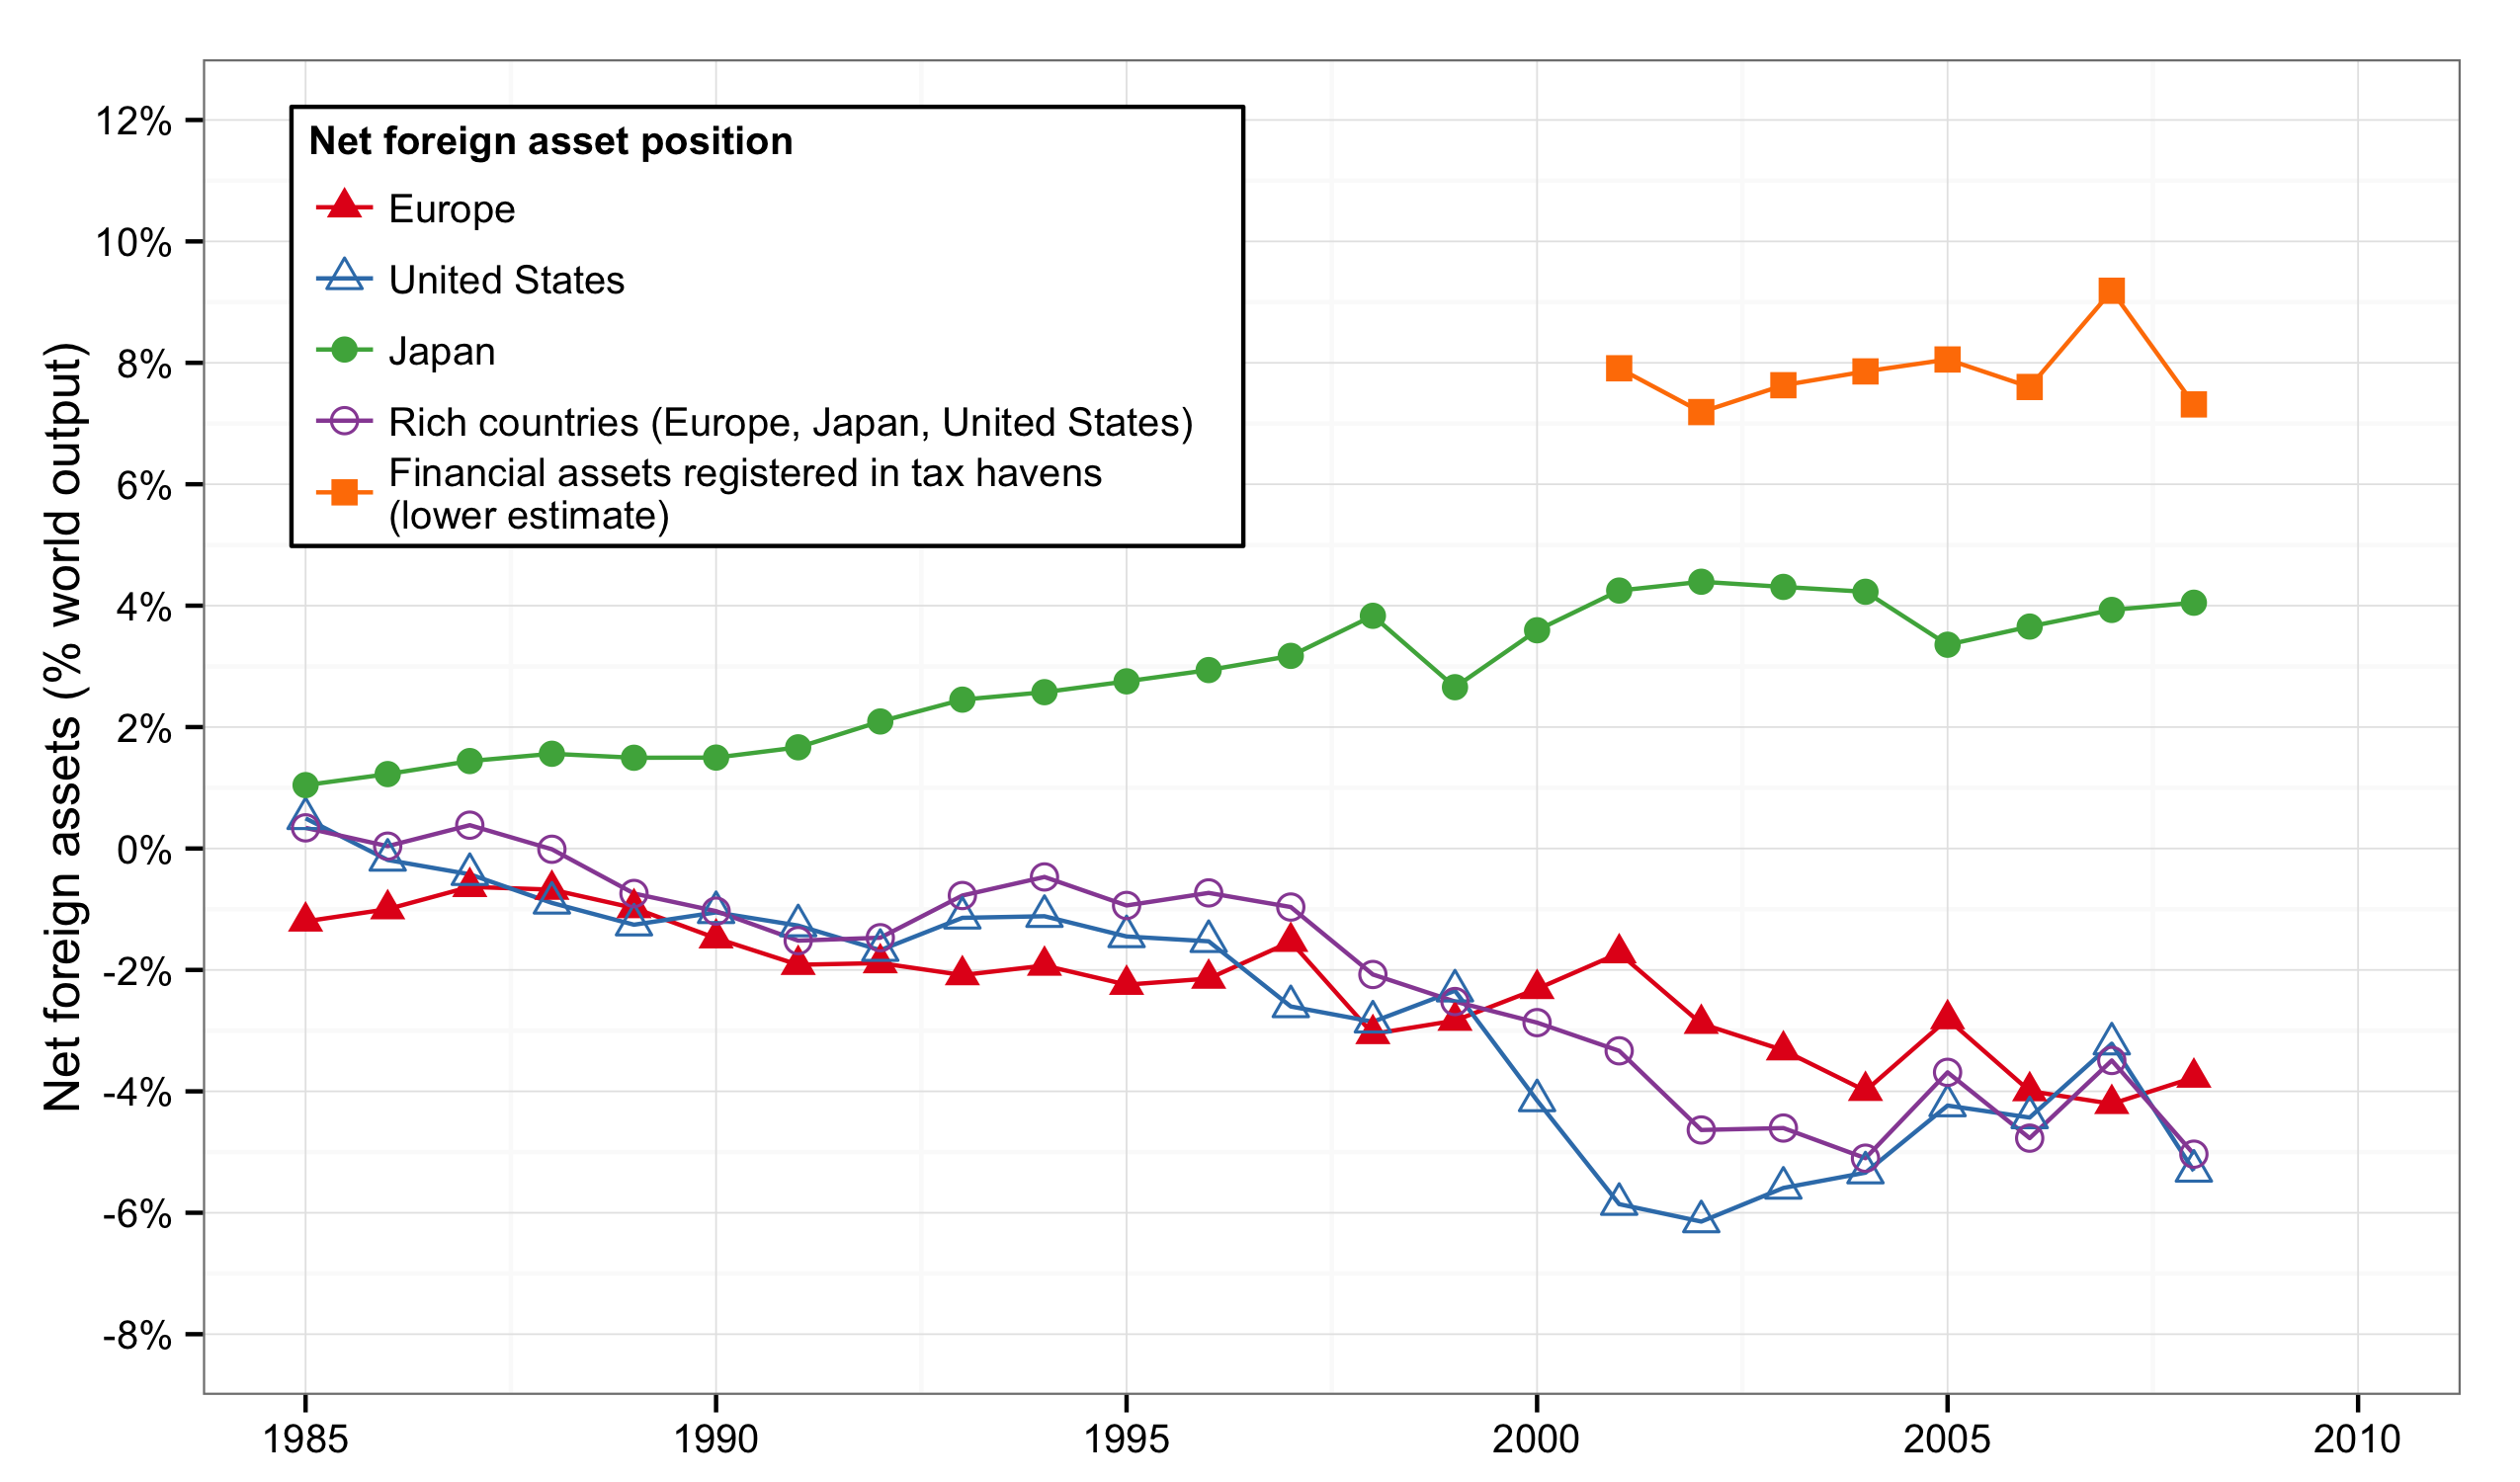 Net foreign assets (% world output)
12%
10%
8%
6%
4%
2%
0%
-2%
-4%
-6%
-8%
Net foreign asset position
Europe
United States
Japan
Rich countries (Europe, Japan, United States)
Financial assets registered in tax havens
(lower estimate)
1985 1990 1995 2000 2005 2010